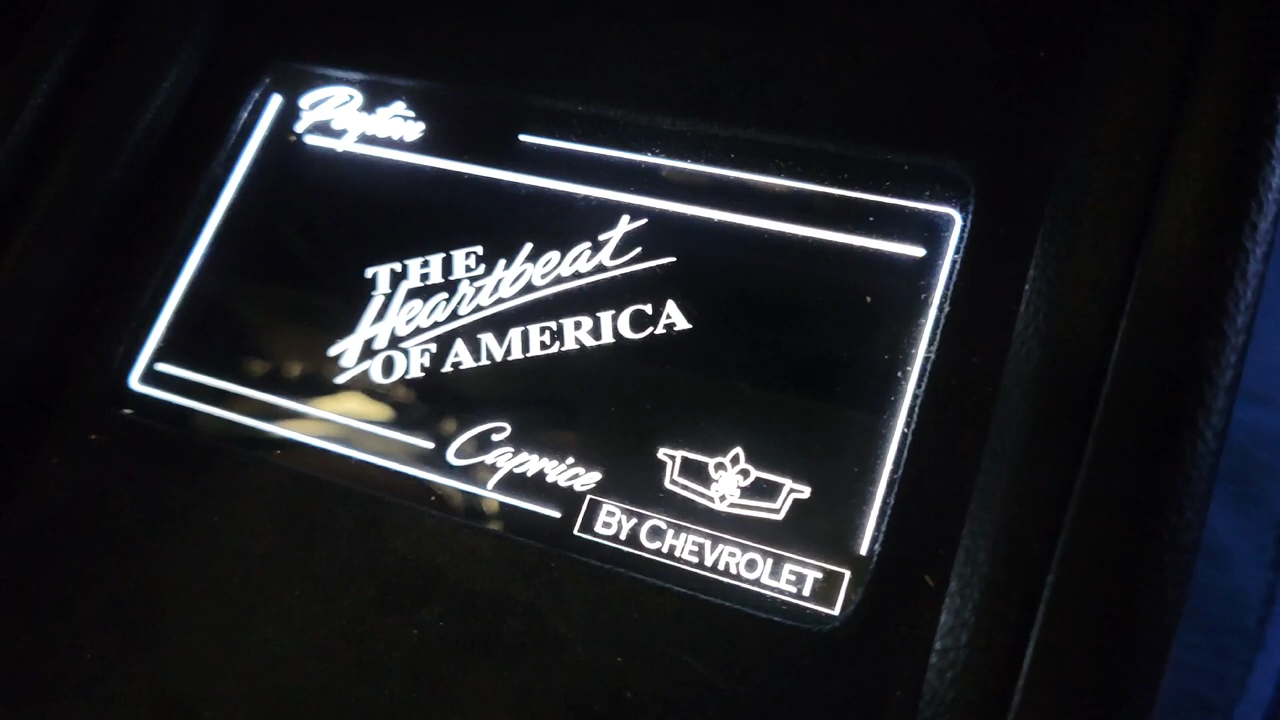 Peyton
THE
Heartbeat
OF AMERICA
Caprice
BY CHEVROLET